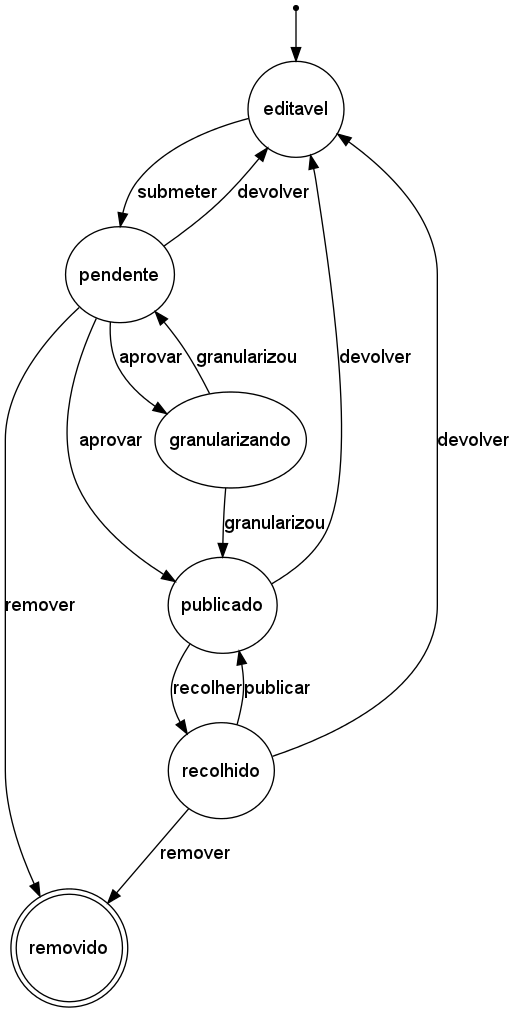 editavel
submeter
devolver
pendente
aprovar
granularizou
devolver
aprovar
granularizando
devolver
granularizou
remover
publicado
recolher
publicar
recolhido
remover
removido